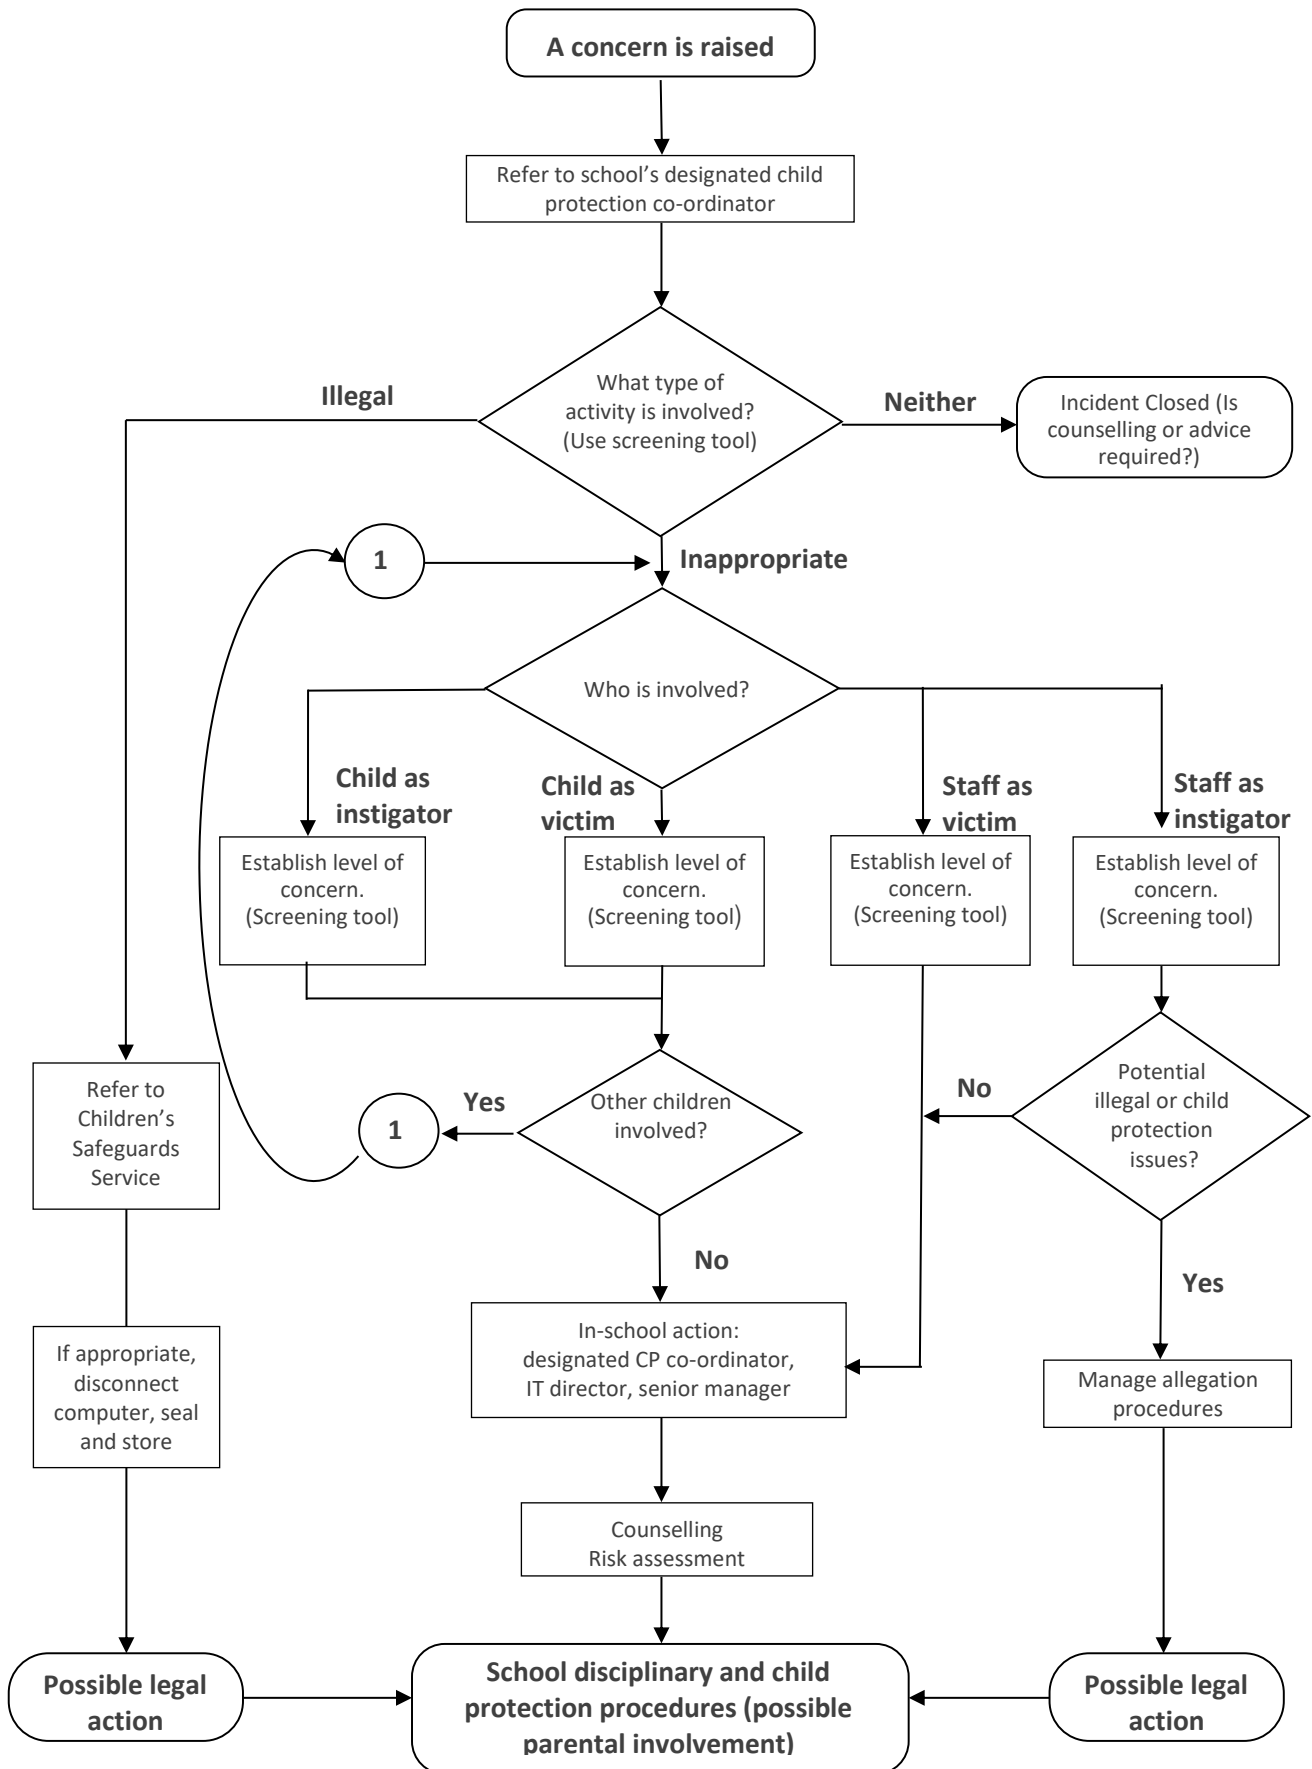 A concern is raised
Refer to school’s designated child
protection co-ordinator
What type of
activity is involved?
(Use screening tool)
Illegal
Neither
Incident Closed (Is
counselling or advice
required?)
1
Inappropriate
Who is involved?
Child as
instigator
Child as
victim
Staff as
victim
Staff as
instigator
Establish level of
concern.
(Screening tool)
Establish level of
concern.
(Screening tool)
Establish level of
concern.
(Screening tool)
Establish level of
concern.
(Screening tool)
Refer to
Children’s
Safeguards
Service
1
Yes
Other children
involved?
No
Potential
illegal or child
protection
issues?
No
Yes
If appropriate,
disconnect
computer, seal
and store
In-school action:
designated CP co-ordinator,
IT director, senior manager
Manage allegation
procedures
Counselling
Risk assessment
Possible legal
action
School disciplinary and child
protection procedures (possible
parental involvement)
Possible legal
action